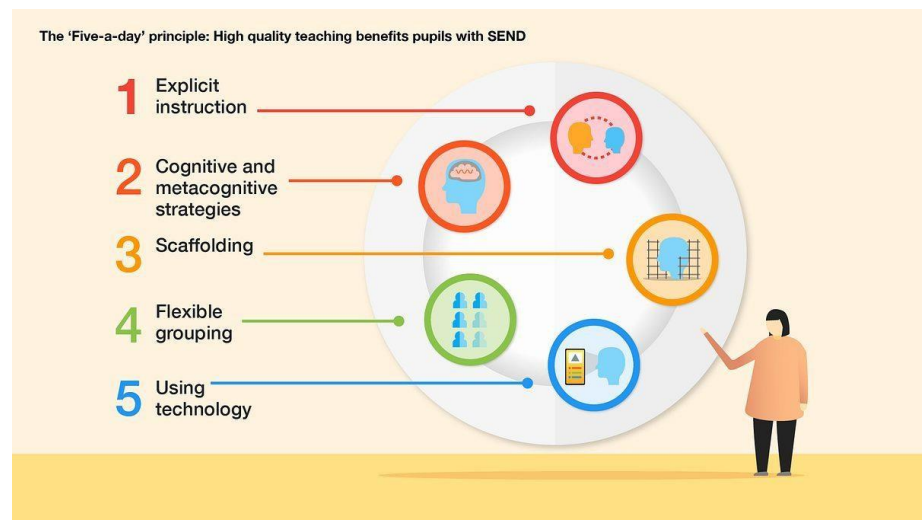 The ‘Five-a-day’ principle: High quality teaching benefits pupils with SEND
1 Explicit
instruction
2 Cognitive and
metacognitive
strategies
3 Scaffolding
4 Flexible
grouping
5 Using
technology